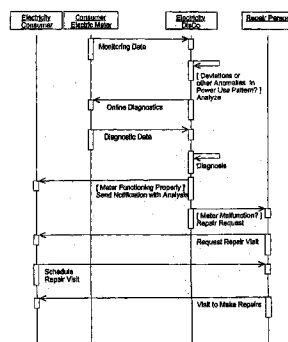 Electricity
Consumer
Consumer
Electric Meter
Electricity
DisCo
Repair Person
Monitoring Data
[ Deviations or
other Anomalies in
Power Use Pattern? ]
Analyze
Online Diagnostics
Diagnostic Data
Diagnosis
[ Meter Functioning Properly ]
Send Notification with Analysis
[ Meter Malfunction? ]
Repair Request
Request Repair Visit
Schedule
Repair Visit
Visit to Make Repairs